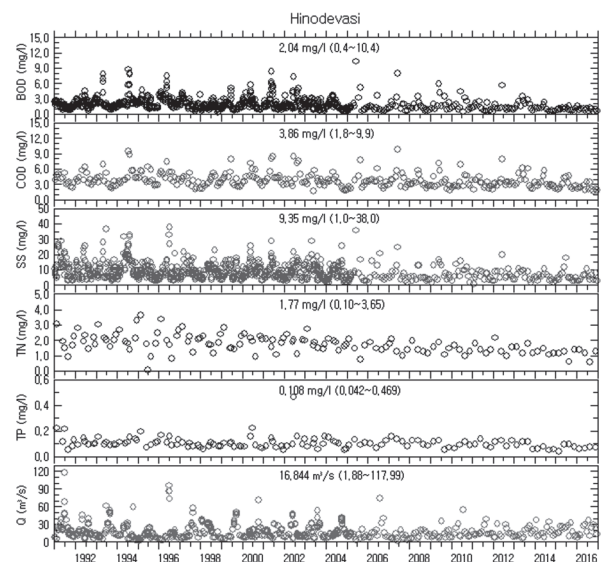 Hinodevasi
BOD (mg/l)
15,0
12,0
9,0
6,0
3,0
0,0
2,04 mg/l (0,4~10,4)
COD (mg/l)
15,0
12,0
9,0
6,0
3,0
0,0
3,86 mg/l (1,8~9,9)
SS (mg/l)
50
40
30
20
10
0
9,35 mg/l (1,0~38,0)
TN (mg/l)
5,0
4,0
3,0
2,0
1,0
0,0
1,77 mg/l (0,10~3,65)
TP (mg/l)
0,6
0,4
0,2
0,0
0,108 mg/l (0,042~0,469)
Q (m³/s)
120
90
60
30
0
16,844 m³/s (1,88~117,99)
1992 1994 1996 1998 2000 2002 2004 2006 2008 2010 2012 2014 2016